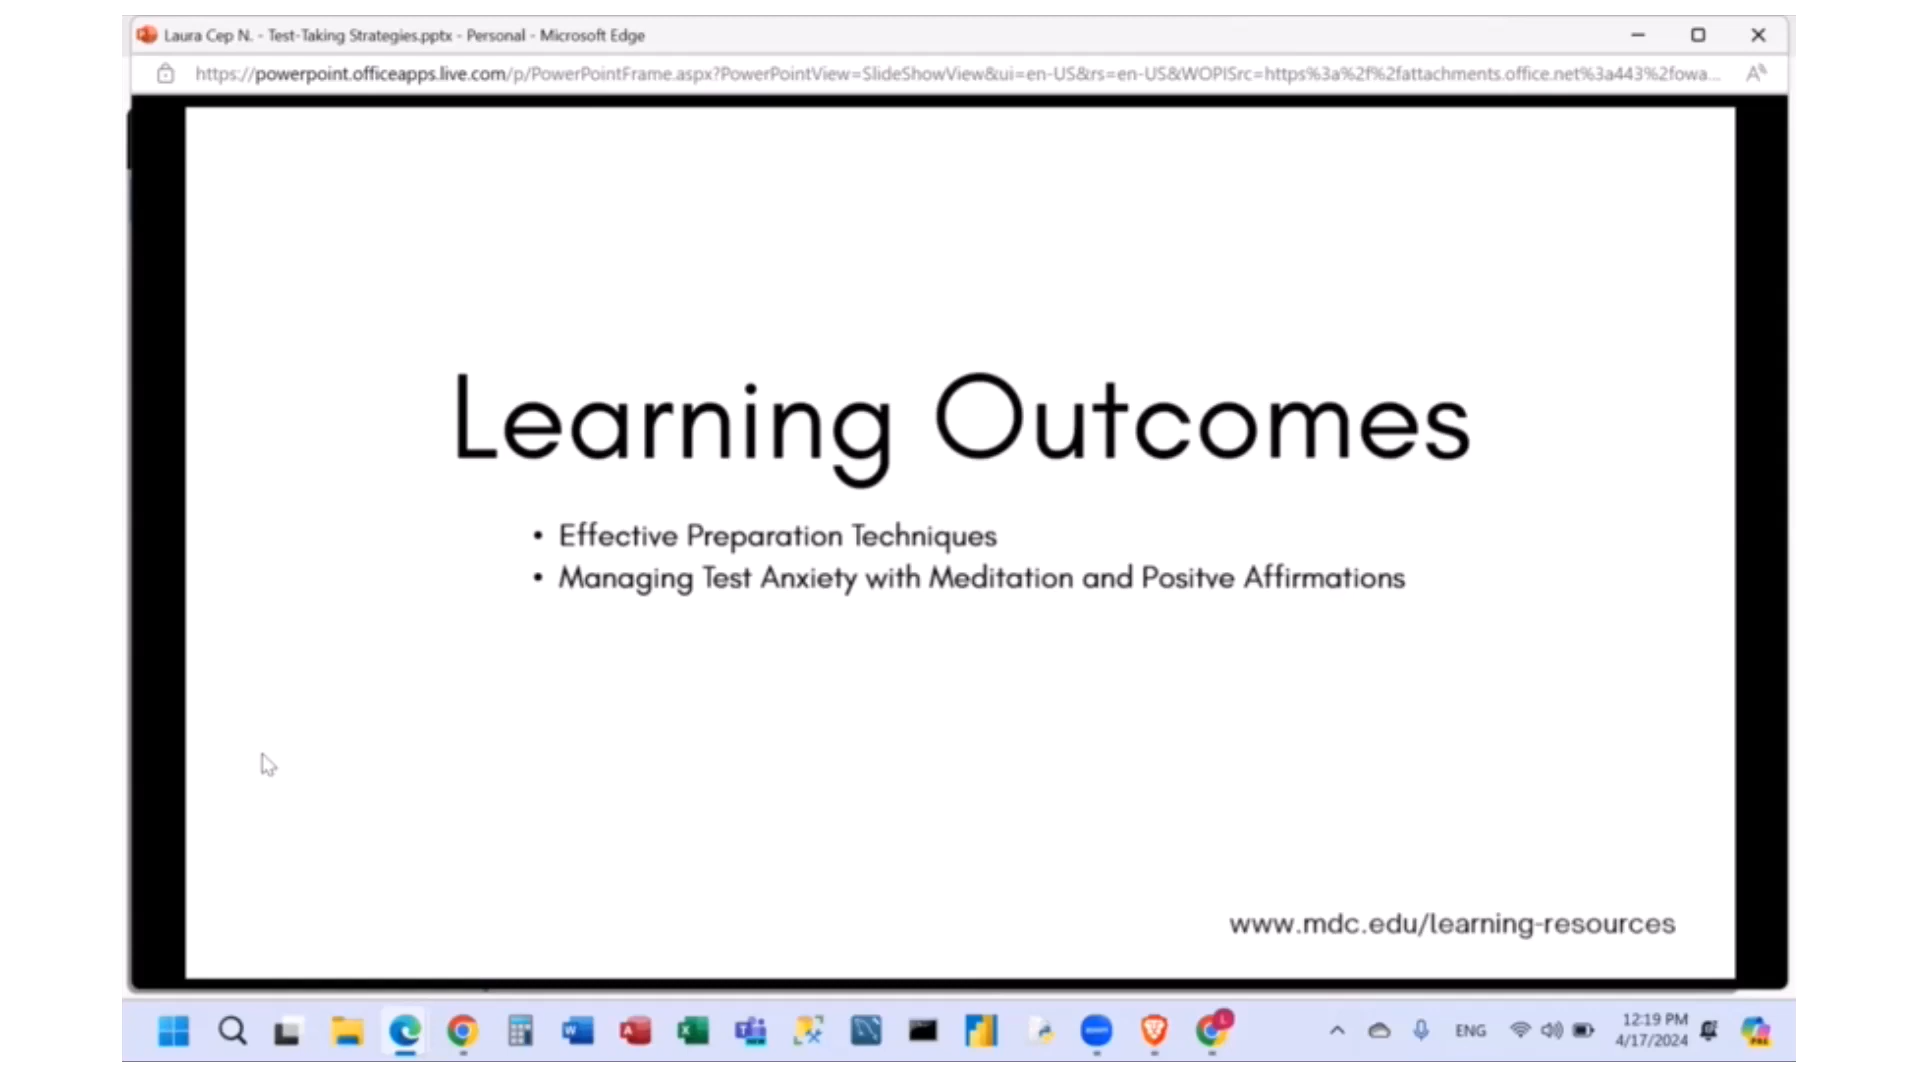 Laura Cep N. - Test-Taking Strategies.pptx - Personal - Microsoft Edge
https://powerpoint.officeapps.live.com/p/PowerPointFrame.aspx?PowerPointView=SlideShowView&ui=en-US&rs=en-US&WOPISrc=https%3a%2f%2fattachments.office.net%3a443%2fowa...
Learning Outcomes
• Effective Preparation Techniques
• Managing Test Anxiety with Meditation and Positve Affirmations
www.mdc.edu/learning-resources
ENG
12:19 PM
4/17/2024